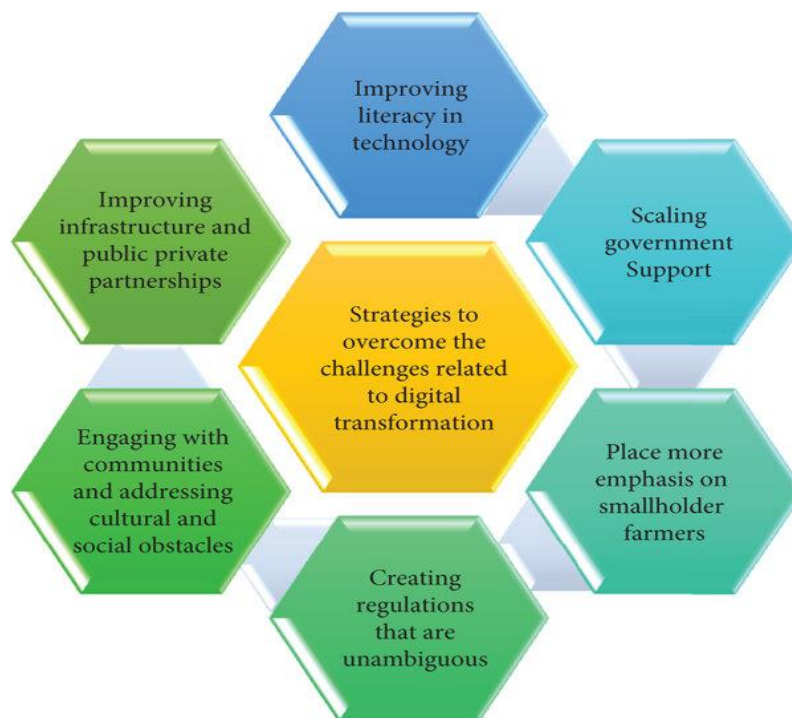 Improving
literacy in
technology
Scaling
government
Support
Place more
emphasis on
smallholder
farmers
Creating
regulations
that are
unambiguous
Engaging with
communities
and addressing
cultural and
social obstacles
Improving
infrastructure and
public private
partnerships
Strategies to
overcome the
challenges related
to digital
transformation